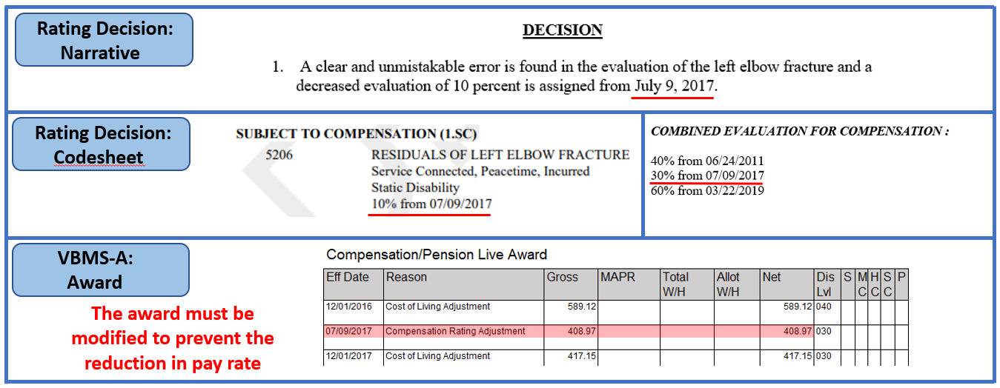 Rating Decision:
Narrative
DECISION
1. A clear and unmistakable error is found in the evaluation of the left elbow fracture and a
decreased evaluation of 10 percent is assigned from July 9, 2017.
Rating Decision:
Codesheet
SUBJECT TO COMPENSATION (1.SC)
5206 RESIDUALS OF LEFT ELBOW FRACTURE
Service Connected, Peacetime, Incurred
Static Disability
10% from 07/09/2017
COMBINED EVALUATION FOR COMPENSATION :
40% from 06/24/2011
30% from 07/09/2017
60% from 03/22/2019
VBMS-A:
Award
The award must be
modified to prevent the
reduction in pay rate
Compensation/Pension Live Award
Eff Date Reason Gross MAPR Total W/H Allot W/H Net Dis Lvl S MC HC SC P
12/01/2016 Cost of Living Adjustment 589.12 589.12 040
07/09/2017 Compensation Rating Adjustment 408.97 408.97 030
12/01/2017 Cost of Living Adjustment 417.15 417.15 030